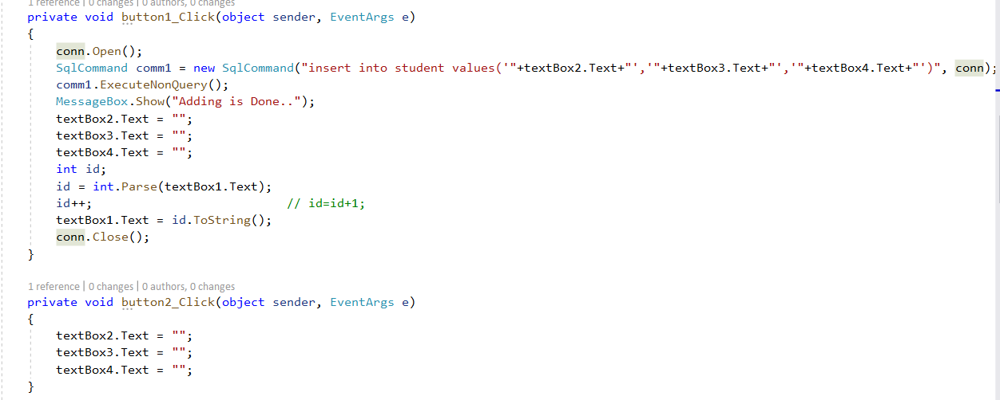 1 reference | 0 changes | 0 authors, 0 changes
private void button1_Click(object sender, EventArgs e)
{
conn.Open();
SqlCommand comm1 = new SqlCommand("insert into student values('"+textBox2.Text+"','"+textBox3.Text+"','"+textBox4.Text+"')", conn);
comm1.ExecuteNonQuery();
MessageBox.Show("Adding is Done..");
textBox2.Text = "";
textBox3.Text = "";
textBox4.Text = "";
int id;
id = int.Parse(textBox1.Text);
id++; // id=id+1;
textBox1.Text = id.ToString();
conn.Close();
}
1 reference | 0 changes | 0 authors, 0 changes
private void button2_Click(object sender, EventArgs e)
{
textBox2.Text = "";
textBox3.Text = "";
textBox4.Text = "";
}